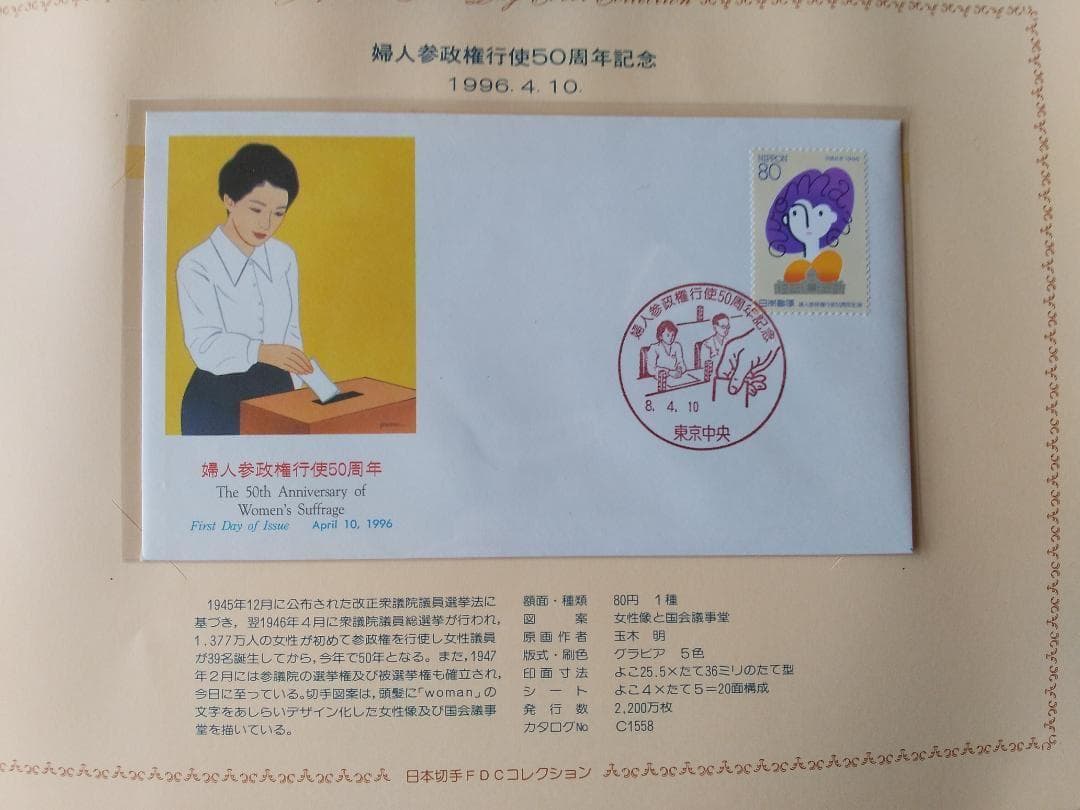 Collection
婦人参政権行使50周年記念
1996. 4. 10.
NIPPON
80
woman
日本郵便
婦人参政権行使50周年記念
婦人参政権行使50周年記念
8. 4. 10
東京中央
婦人参政権行使50周年
The 50th Anniversary of
Women's Suffrage
First Day of Issue April 10, 1996
1945年12月に公布された改正衆議院議員選挙法に
基づき，翌1946年４月に衆議院議員総選挙が行われ，
1.377万人の女性が初めて参政権を行使し女性議員
が39名誕生してから，今年で50年となる。また，1947
年２月には参議院の選挙権及び被選挙権も確立され，
今日に至っている。切手図案は，頭髪に「woman」の
文字をあしらいデザイン化した女性像及び国会議事
堂を描いている。
額面・種類 80円 １種
図案 女性像と国会議事堂
原画作者 玉木 明
版式・刷色 グラビア ５色
印面寸法 よこ25.5×たて36ミリのたて型
シート よこ４×たて５＝20面構成
発行数 2,200万枚
カタログNo C1558
日本切手ＦＤＣコレクション